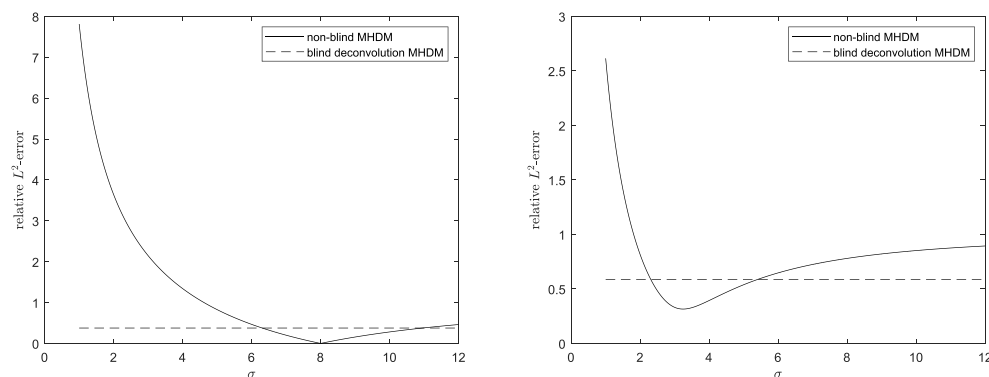 8
7
6
5
4
3
2
1
0
relative L²-error
non-blind MHDM
blind deconvolution MHDM
0 2 4 6 8 10 12
σ
3
2.5
2
1.5
1
0.5
0
relative L²-error
non-blind MHDM
blind deconvolution MHDM
0 2 4 6 8 10 12
σ